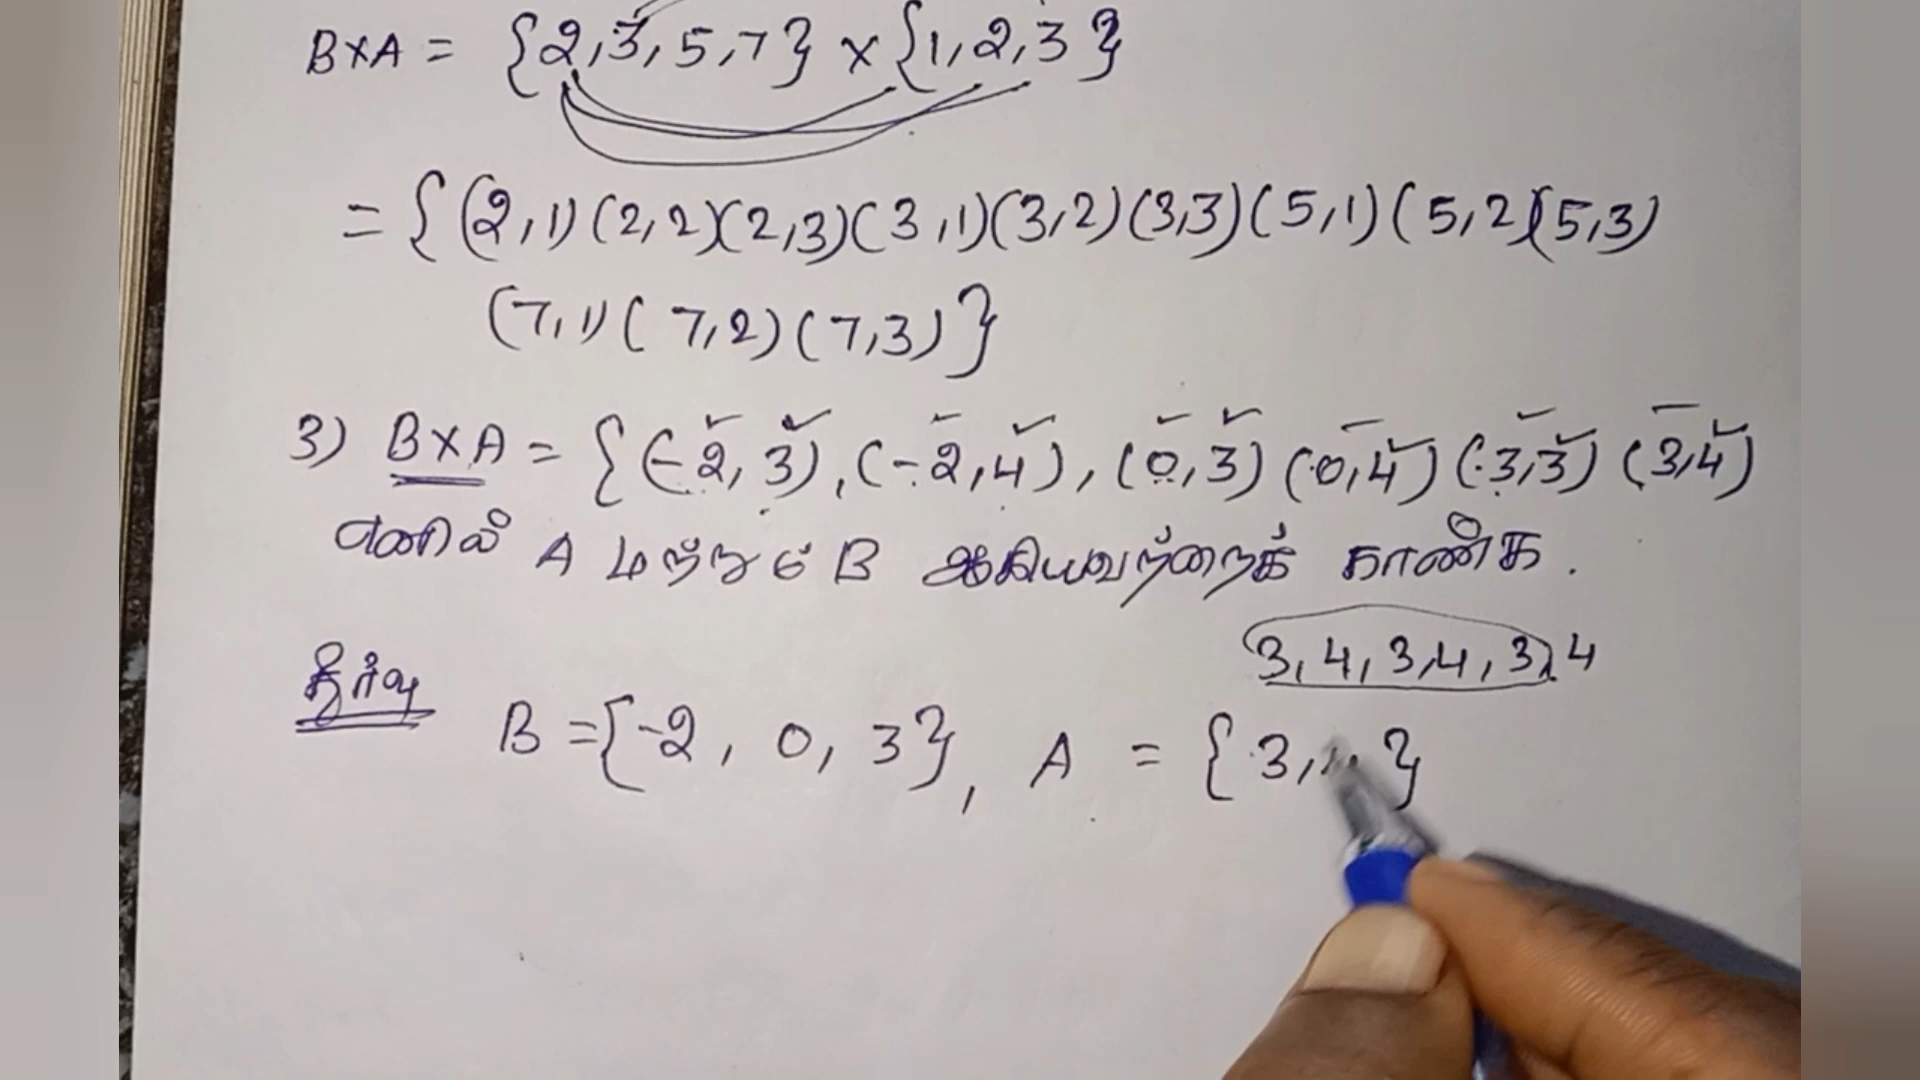 B×A = {2,3,5,7} × {1,2,3}
= {(2,1)(2,2)(2,3)(3,1)(3,2)(3,3)(5,1)(5,2)(5,3)
(7,1)(7,2)(7,3)}
3) B×A = {(-2,3),(-2,4),(0,3)(0,4)(3,3)(3,4)
எனில் A மற்றும் B ஆகியவற்றைக் காண்க.
3,4,3,4,3,4
தீர்வு B={-2, 0, 3}, A = {3,4}